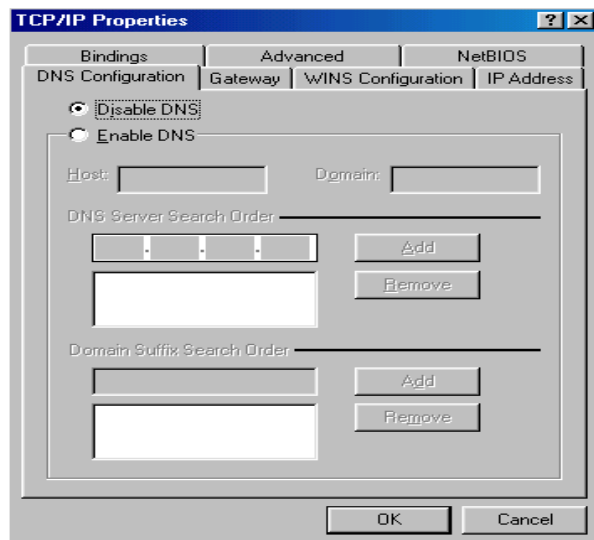 TCP/IP Properties ? ×
Bindings Advanced NetBIOS
DNS Configuration Gateway WINS Configuration IP Address
Disable DNS
Enable DNS
Host: Domain:
DNS Server Search Order
. . . Add
Remove
Domain Suffix Search Order
Add
Remove
OK Cancel